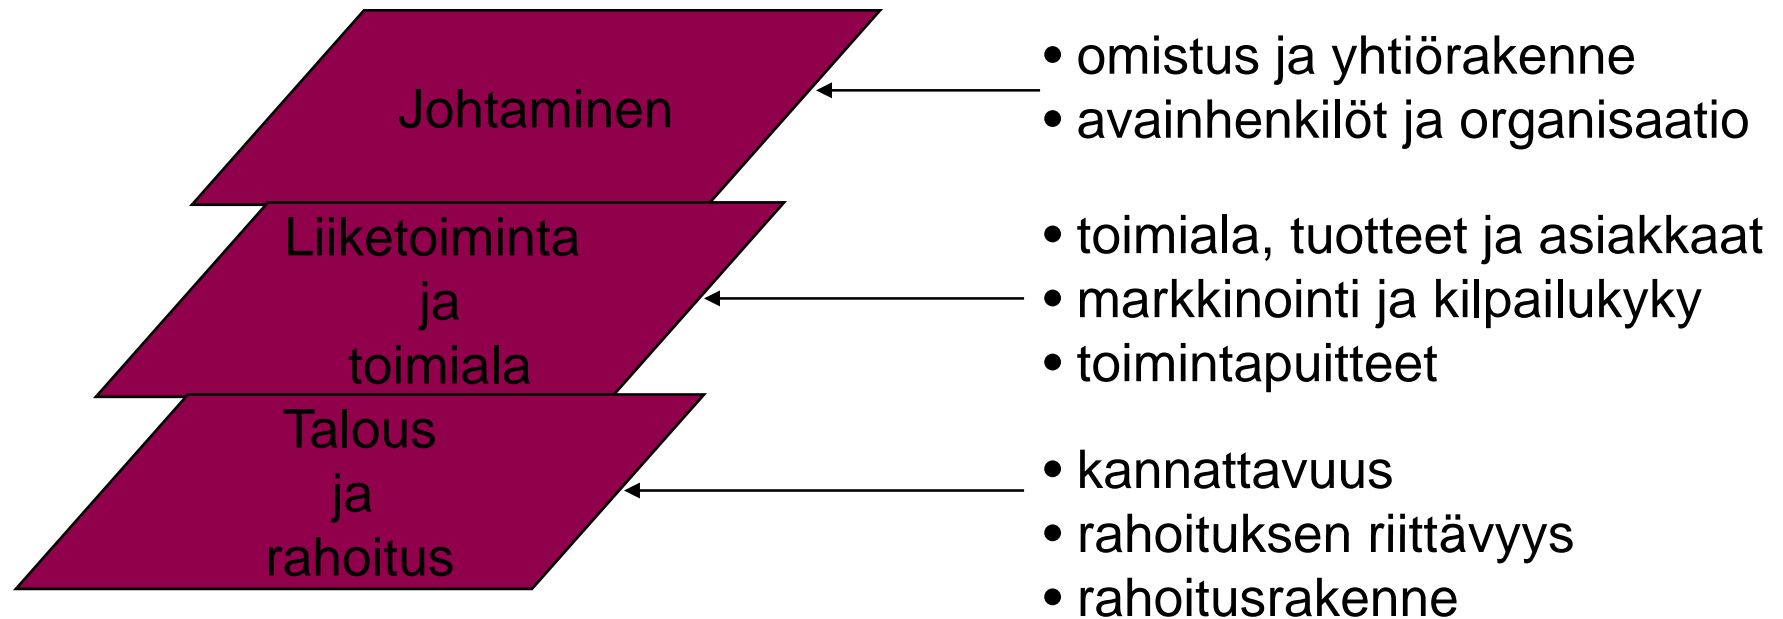 Johtaminen
• omistus ja yhtiörakenne
• avainhenkilöt ja organisaatio
Liiketoiminta
ja
toimiala
• toimiala, tuotteet ja asiakkaat
• markkinointi ja kilpailukyky
• toimintapuitteet
Talous
ja
rahoitus
• kannattavuus
• rahoituksen riittävyys
• rahoitusrakenne